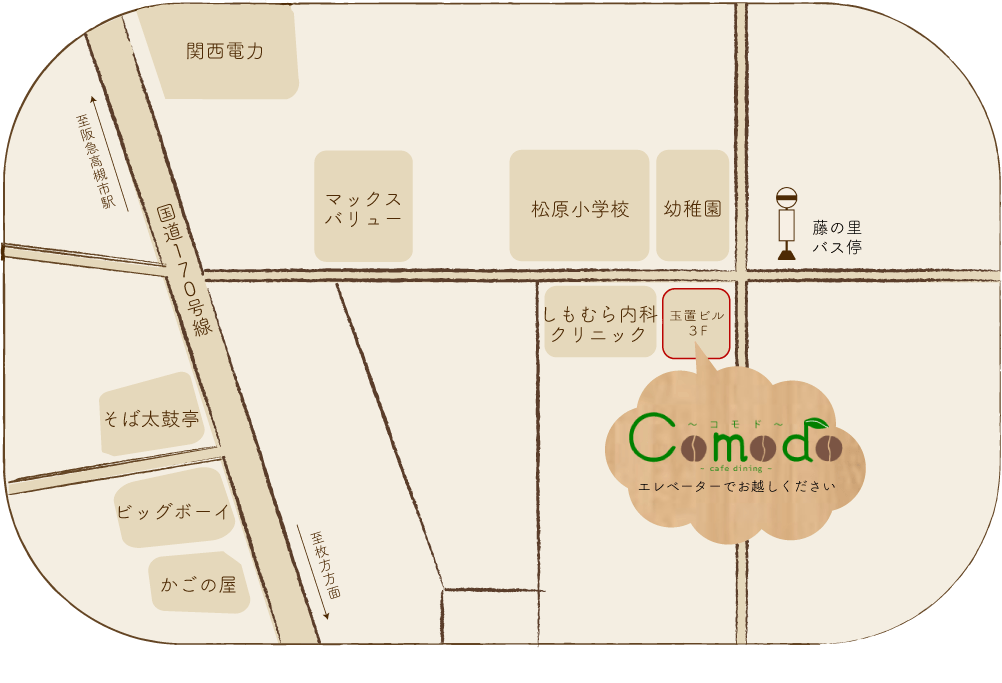 関西電力
至阪急高槻市駅
国道170号線
マックス
バリュー
松原小学校
幼稚園
藤の里
バス停
しもむら内科
クリニック
玉置ビル
3F
そば太鼓亭
～コモド～
Comodo
- cafe dining -
エレベーターでお越しください
ビッグボーイ
かごの屋
至枚方方面